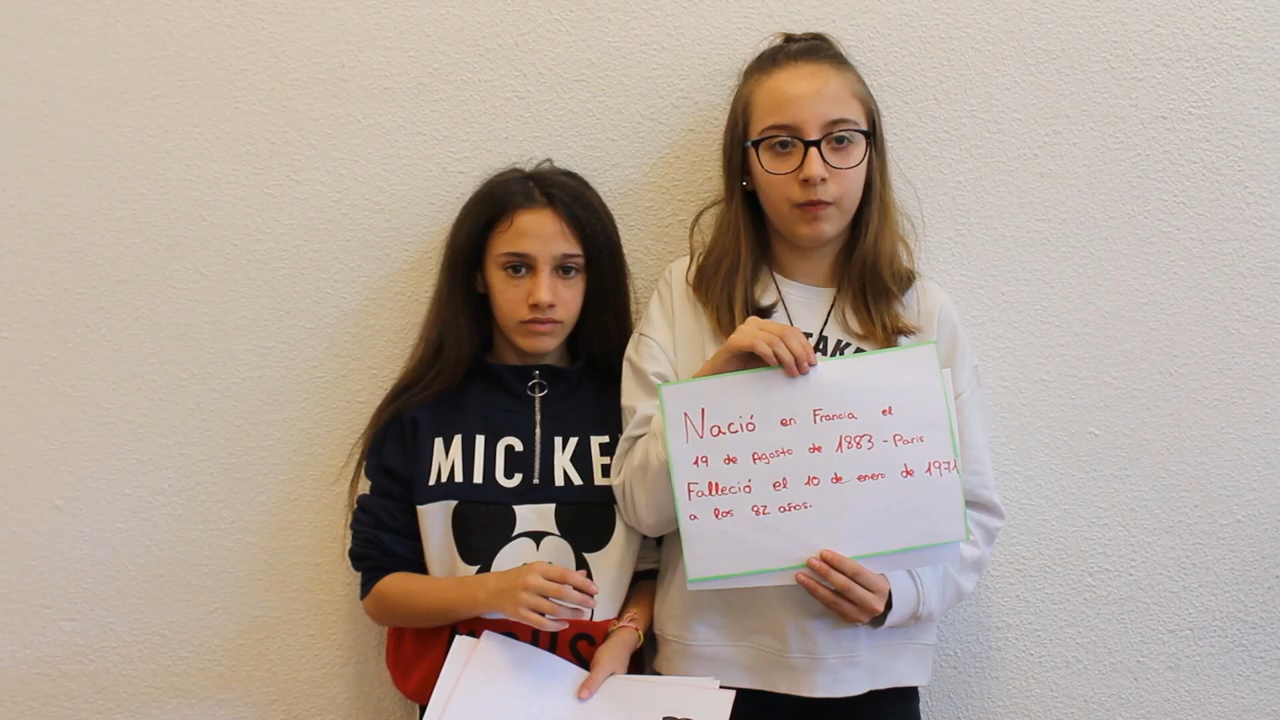 MICKE
TAKE
Nació en Francia el
19 de Agosto de 1883 - Paris
Falleció el 10 de enero de 1971
a los 82 años.